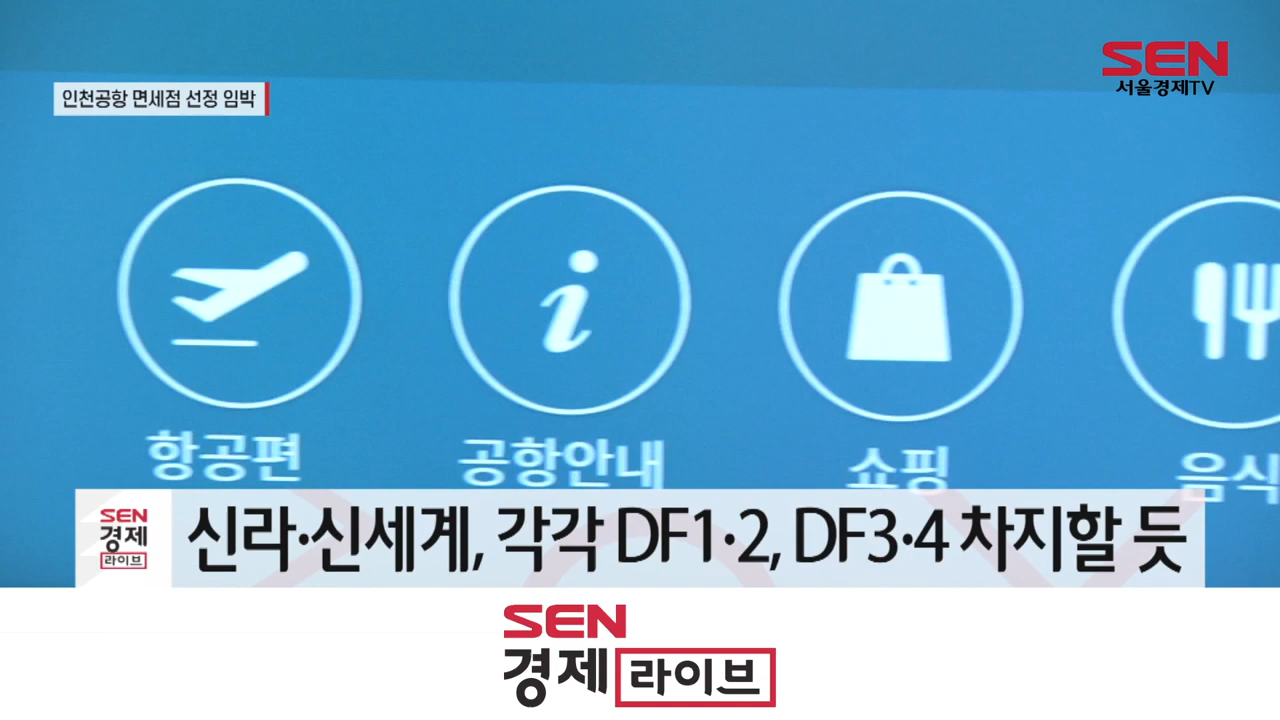 SEN
서울경제TV
인천공항 면세점 선정 임박
항공편
공항안내
쇼핑
음식
SEN
경제
라이브
신라·신세계, 각각 DF1·2, DF3·4 차지할 듯
SEN
경제 라이브